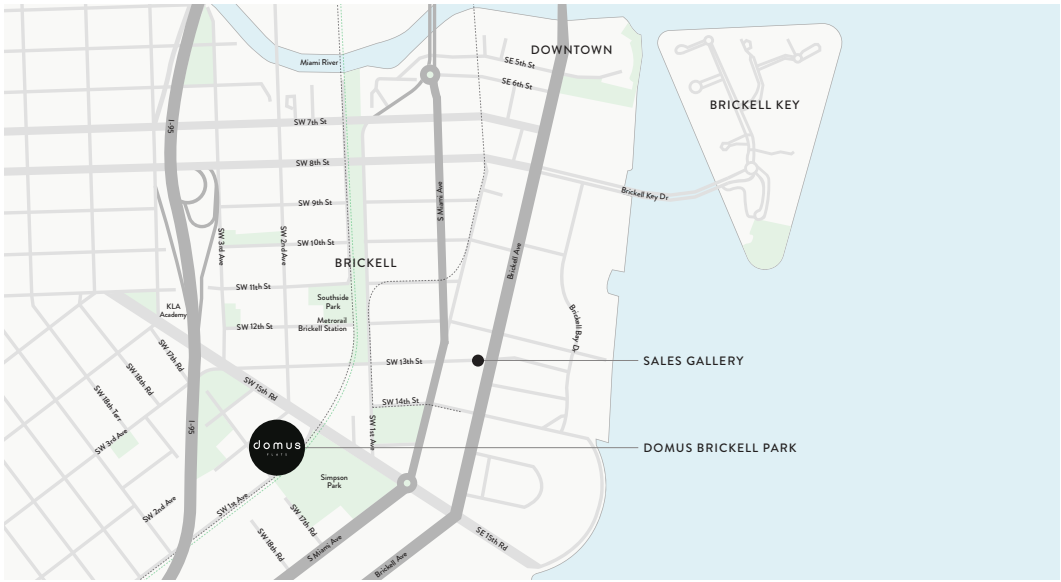 DOWNTOWN
Miami River
SE 5th St
SE 6th St
BRICKELL KEY
SW 7th St
I-95
SW 8th St
Brickell Key Dr
SW 9th St
S Miami Ave
SW 3rd Ave
SW 2nd Ave
SW 10th St
Brickell Ave
BRICKELL
SW 11th St
Southside
Park
KLA
Academy
SW 12th St
Metrorail
Brickell Station
Brickell Bay Dr
SW 17th Rd
SW 13th St
SALES GALLERY
SW 18th Rd
SW 15th Rd
SW 18th Terr
SW 14th St
I-95
SW 3rd Ave
SW 1st Ave
domus
FLATS
DOMUS BRICKELL PARK
Simpson
Park
SW 2nd Ave
SW 1st Ave
SW 17th Rd
SW 18th Rd
S Miami Ave
SE 15th Rd
Brickell Ave